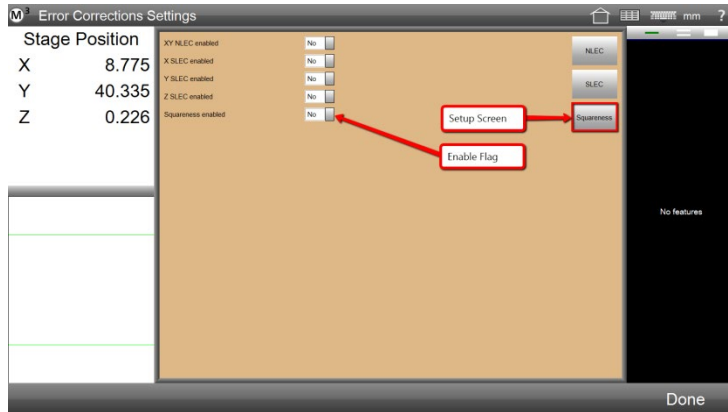 M3 Error Corrections Settings
mm ?
Stage Position
X 8.775
Y 40.335
Z 0.226
XY NLEC enabled No
X SLEC enabled No
Y SLEC enabled No
Z SLEC enabled No
Squareness enabled No
NLEC
SLEC
Squareness
Setup Screen
Enable Flag
No features
Done